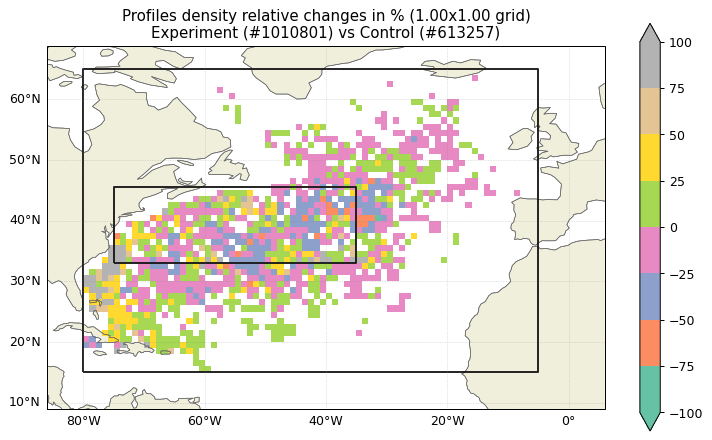 Profiles density relative changes in % (1.00x1.00 grid)
Experiment (#1010801) vs Control (#613257)
60°N
50°N
40°N
30°N
20°N
10°N
80°W
60°W
40°W
20°W
0°
100
75
50
25
0
−25
−50
−75
−100